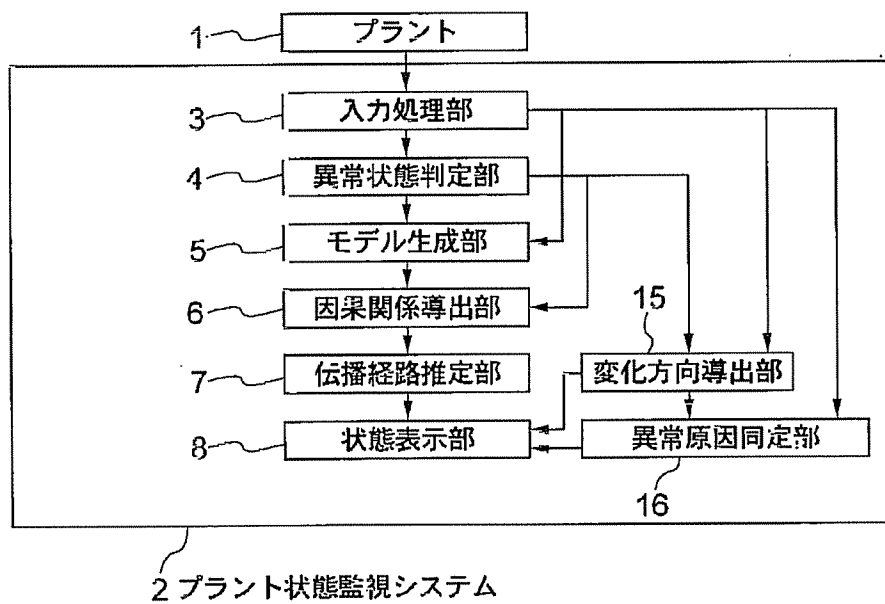 1 プラント
3 入力処理部
4 異常状態判定部
5 モデル生成部
6 因果関係導出部
15
7 伝播経路推定部 変化方向導出部
8 状態表示部 異常原因同定部
16
2 プラント状態監視システム